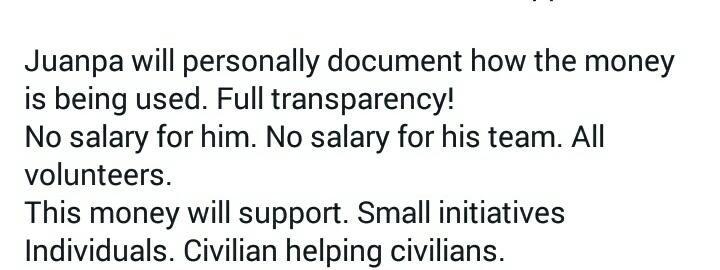 Juanpa will personally document how the money
is being used. Full transparency!
No salary for him. No salary for his team. All
volunteers.
This money will support. Small initiatives
Individuals. Civilian helping civilians.